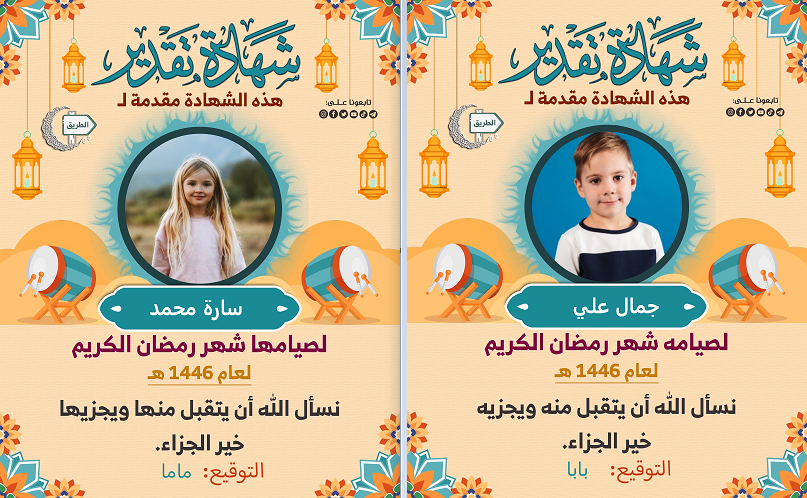 شهادة تقدير
هذه الشهادة مقدمة لـ
تابعونا على:
الطريق
سارة محمد
لصيامها شهر رمضان الكريم
لعام 1446 هـ
نسأل الله أن يتقبل منها ويجزيها
خير الجزاء.
التوقيع: ماما
شهادة تقدير
هذه الشهادة مقدمة لـ
تابعونا على:
الطريق
جمال علي
لصيامه شهر رمضان الكريم
لعام 1446 هـ
نسأل الله أن يتقبل منه ويجزيه
خير الجزاء.
التوقيع: بابا